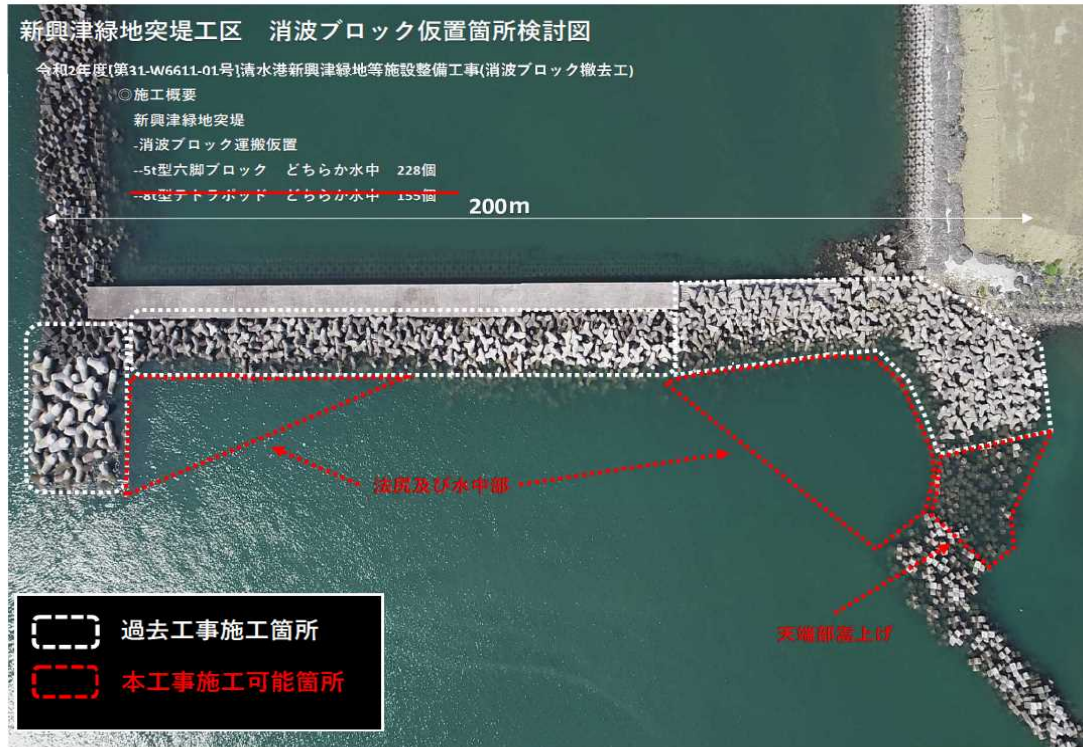 新興津緑地突堤工区　消波ブロック仮置箇所検討図
令和2年度[第31-W6611-01号]清水港新興津緑地等施設整備工事(消波ブロック撤去工)
◎施工概要
新興津緑地突堤
-消波ブロック運搬仮置
--5t型六脚ブロック　どちらか水中　228個
--8t型テトラポッド　どちらか水中　155個
200m
法尻及び水中部
天端部嵩上げ
過去工事施工箇所
本工事施工可能箇所